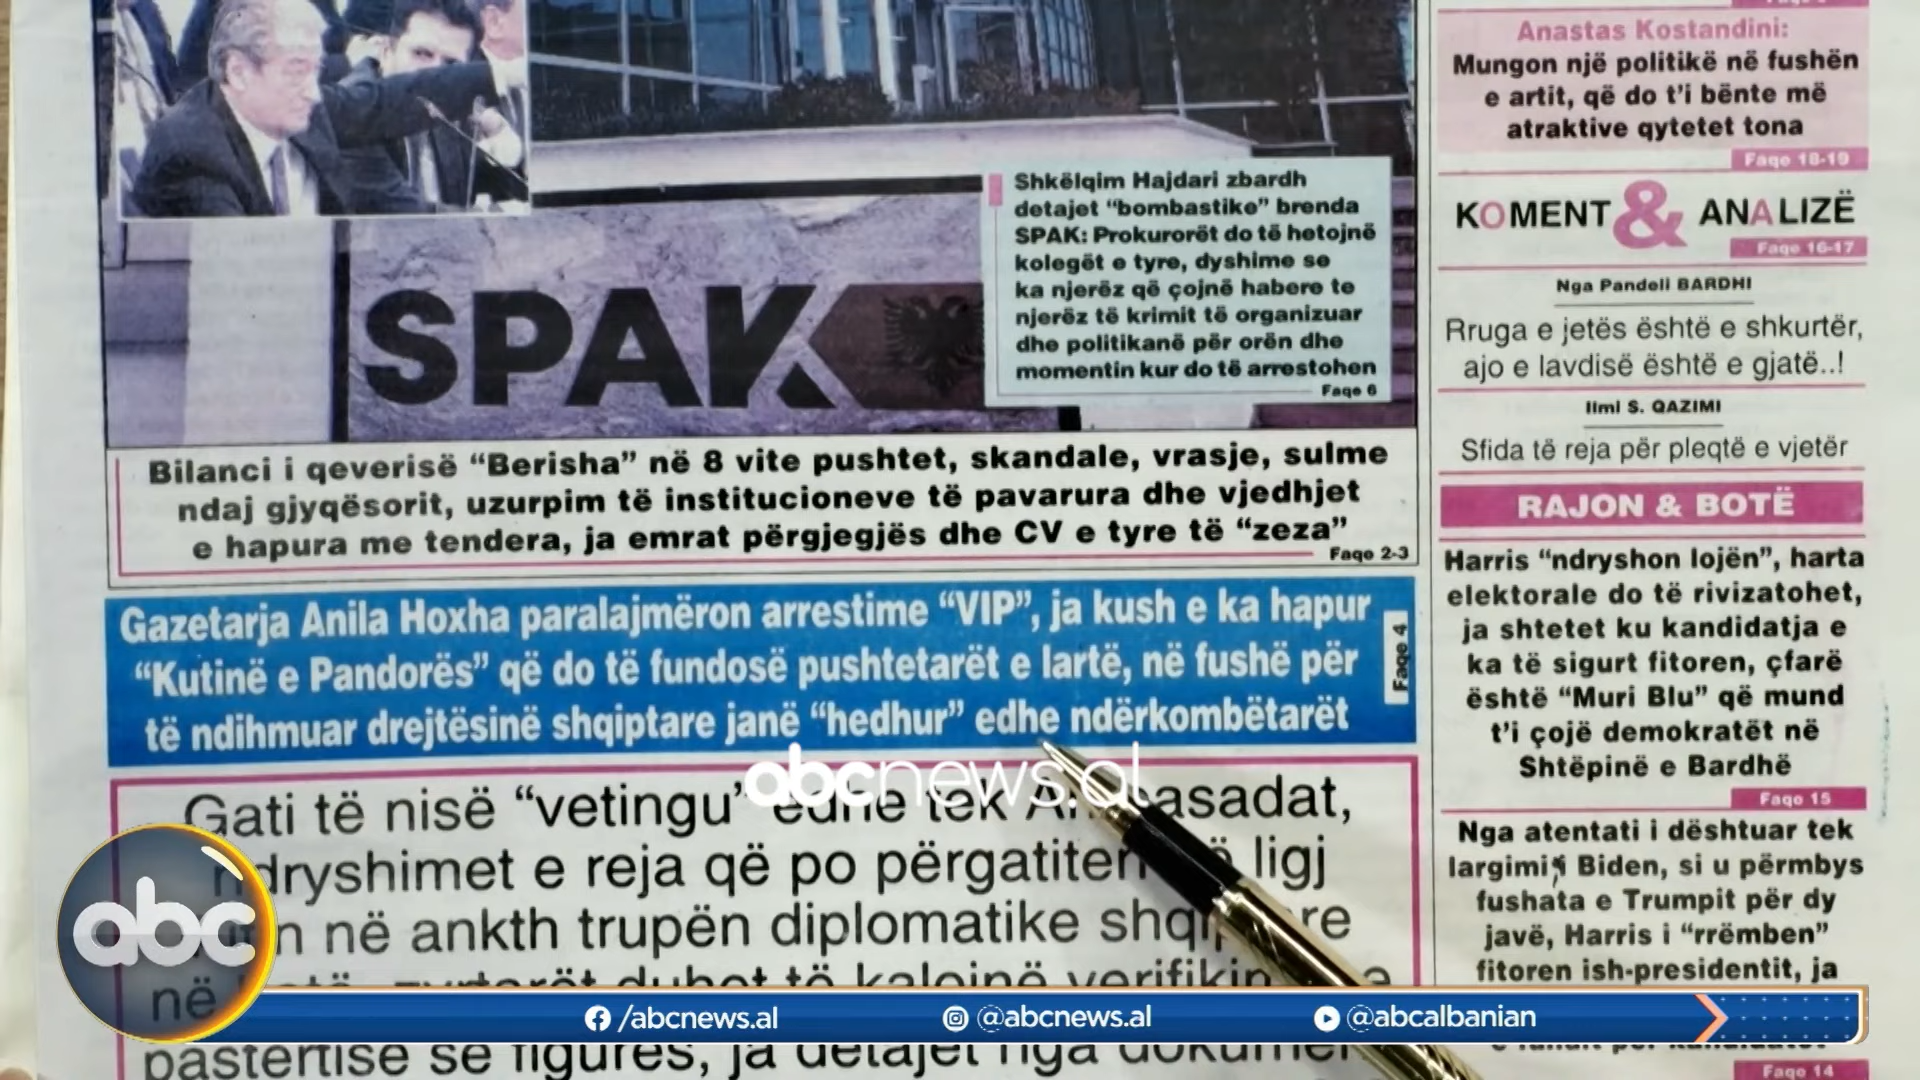 SPAK
Shkëlqim Hajdari zbardh
detajet “bombastike” brenda
SPAK: Prokurorët do të hetojnë
kolegët e tyre, dyshime se
ka njerëz që çojnë habere te
njerëz të krimit të organizuar
dhe politikanë për orën dhe
momentin kur do të arrestohen
Faqe 6
Bilanci i qeverisë “Berisha” në 8 vite pushtet, skandale, vrasje, sulme
ndaj gjyqësorit, uzurpim të institucioneve të pavarura dhe vjedhjet
e hapura me tendera, ja emrat përgjegjës dhe CV e tyre të “zeza”
Faqe 2-3
Gazetarja Anila Hoxha paralajmëron arrestime “VIP”, ja kush e ka hapur
“Kutinë e Pandorës” që do të fundosë pushtetarët e lartë, në fushë për
të ndihmuar drejtësinë shqiptare janë “hedhur” edhe ndërkombëtarët
Faqe 4
abcnews.al
Gati të nisë “vetingu” edhe tek
ndryshimet e reja që po përgatiten ligj
në ankth trupën diplomatike
në
pastërtisë së figurës, ja detajet nga
Anastas Kostandini:
Mungon një politikë në fushën
e artit, që do t’i bënte më
atraktive qytetet tona
Faqe 18-19
KOMENT & ANALIZË
Faqe 16-17
Nga Pandeli BARDHI
Rruga e jetës është e shkurtër,
ajo e lavdisë është e gjatë..!
Ilmi S. QAZIMI
Sfida të reja për pleqtë e vjetër
RAJON & BOTË
Harris “ndryshon lojën”, harta
elektorale do të rivizatohet,
ja shtetet ku kandidatja e
ka të sigurt fitoren, çfarë
është “Muri Blu” që mund
t’i çojë demokratët në
Shtëpinë e Bardhë
Faqe 15
Nga atentati i dështuar tek
largimi i Biden, si u përmbys
fushata e Trumpit për dy
javë, Harris i “rrëmben”
fitoren ish-presidentit, ja
Faqe 14
abc
/abcnews.al
@abcnews.al
@abcalbanian